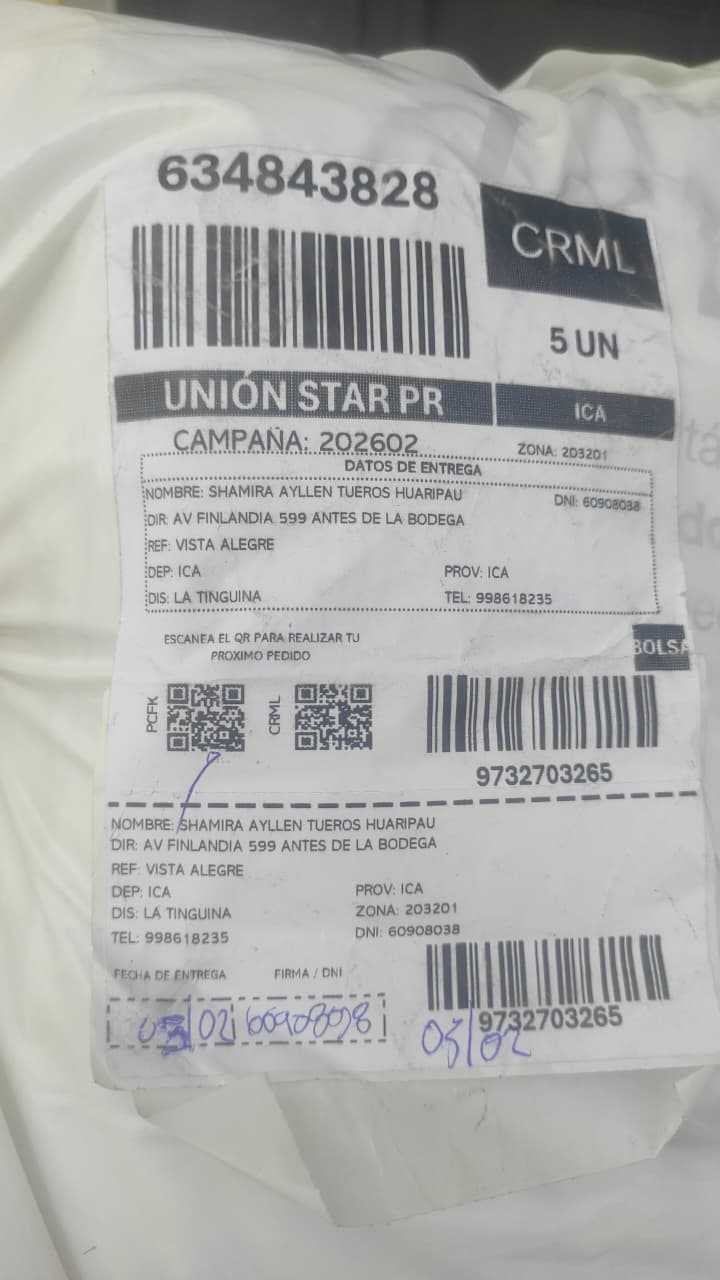 634843828
CRML
5 UN
UNIÓN STAR PR
ICA
CAMPAÑA: 202602
ZONA: 203201
DATOS DE ENTREGA
NOMBRE: SHAMIRA AYLLEN TUEROS HUARIPAU
DNI: 60908038
DIR: AV FINLANDIA 599 ANTES DE LA BODEGA
REF: VISTA ALEGRE
DEP: ICA
PROV: ICA
DIS: LA TINGUINA
TEL: 998618235
ESCANEA EL QR PARA REALIZAR TU
PROXIMO PEDIDO
BOLSA
PCFK
CRML
9732703265
NOMBRE: SHAMIRA AYLLEN TUEROS HUARIPAU
DIR: AV FINLANDIA 599 ANTES DE LA BODEGA
REF: VISTA ALEGRE
DEP: ICA
PROV: ICA
DIS: LA TINGUINA
ZONA: 203201
TEL: 998618235
DNI: 60908038
FECHA DE ENTREGA
FIRMA / DNI
9732703265
05/02